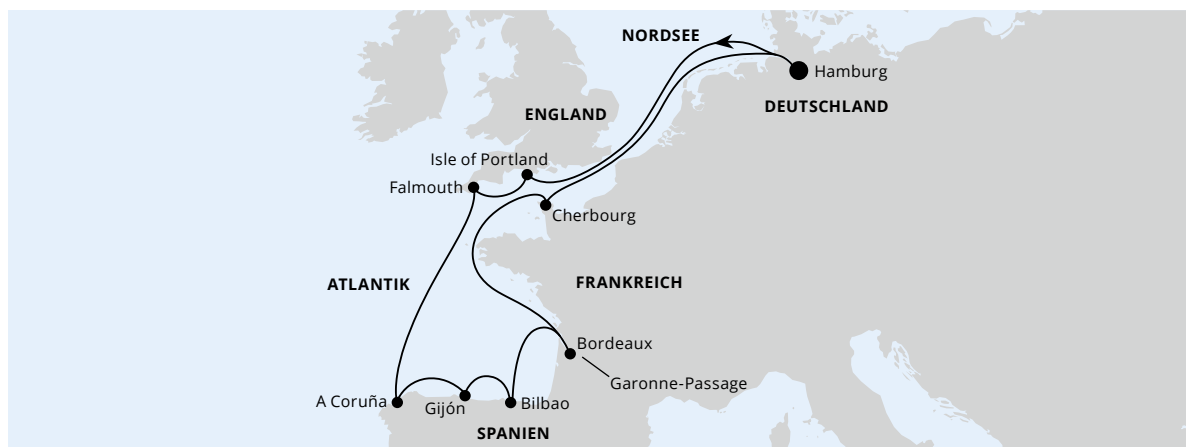 NORDSEE
Hamburg
DEUTSCHLAND
ENGLAND
Isle of Portland
Falmouth
Cherbourg
ATLANTIK
FRANKREICH
Bordeaux
Garonne-Passage
A Coruña
Gijón
Bilbao
SPANIEN